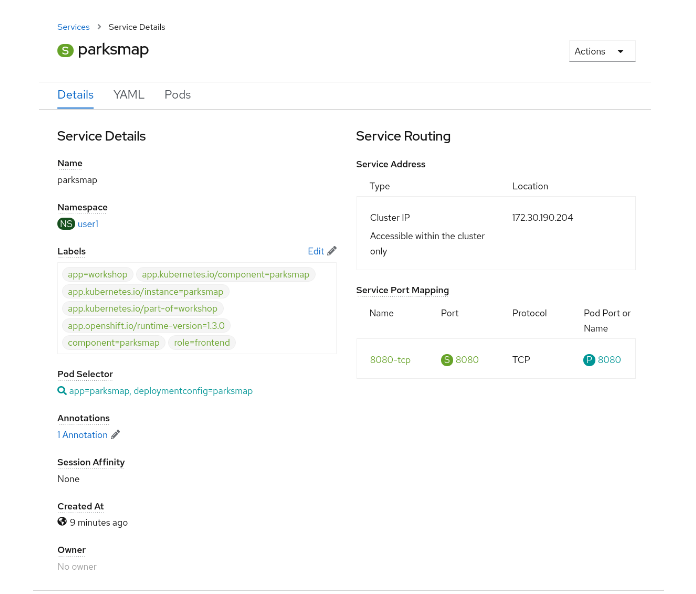 Services > Service Details
S parksmap
Actions
Details YAML Pods
Service Details
Name
parksmap
Namespace
NS user1
Labels
Edit
app=workshop app.kubernetes.io/component=parksmap
app.kubernetes.io/instance=parksmap
app.kubernetes.io/part-of=workshop
app.openshift.io/runtime-version=1.3.0
component=parksmap role=frontend
Pod Selector
app=parksmap, deploymentconfig=parksmap
Annotations
1 Annotation
Session Affinity
None
Created At
9 minutes ago
Owner
No owner
Service Routing
Service Address
Type Location
Cluster IP 172.30.190.204
Accessible within the cluster
only
Service Port Mapping
Name Port Protocol Pod Port or
Name
8080-tcp S 8080 TCP P 8080